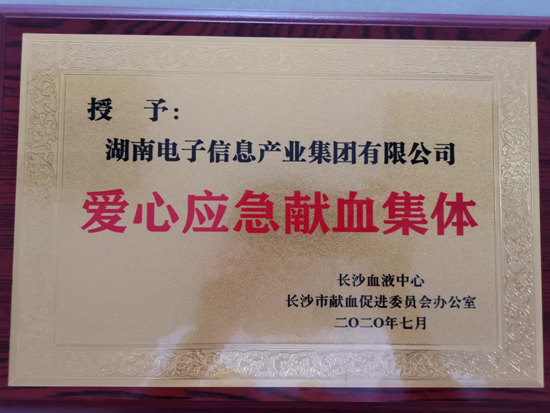 授 予：
湖南电子信息产业集团有限公司
爱心应急献血集体
长沙血液中心
长沙市献血促进委员会办公室
二〇二〇年七月